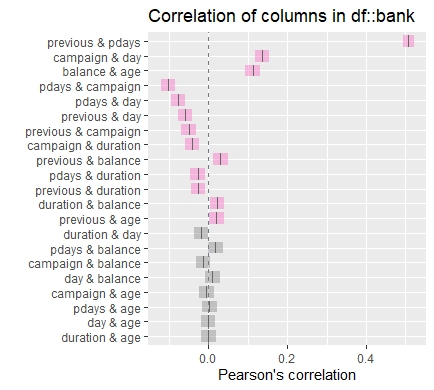 Correlation of columns in df::bank
previous & pdays
campaign & day
balance & age
pdays & campaign
pdays & day
previous & day
previous & campaign
campaign & duration
previous & balance
pdays & duration
previous & duration
duration & balance
previous & age
duration & day
pdays & balance
campaign & balance
day & balance
campaign & age
pdays & age
day & age
duration & age
0.0 0.2 0.4
Pearson's correlation